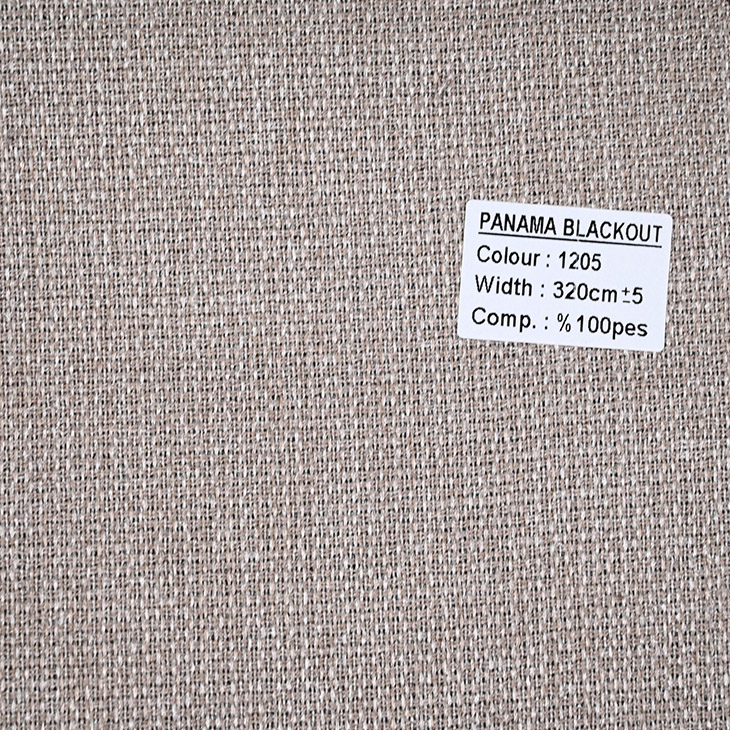 PANAMA BLACKOUT
Colour : 1205
Width : 320cm±5
Comp. : %100pes